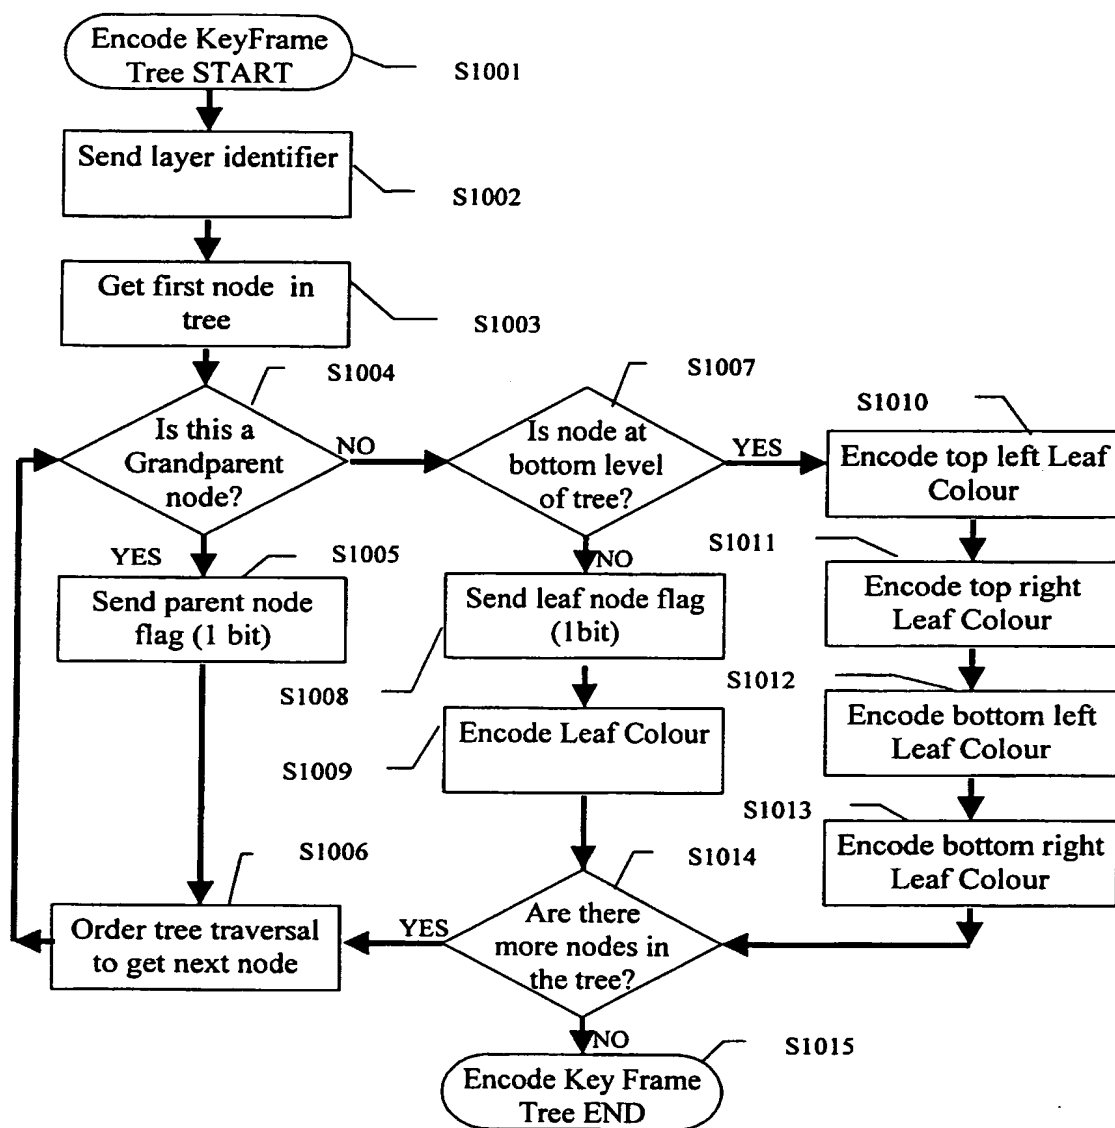 Encode KeyFrame
Tree START
S1001
Send layer identifier
S1002
Get first node in
tree
S1003
S1004
Is this a
Grandparent
node?
NO
YES
S1005
Send parent node
flag (1 bit)
S1006
Order tree traversal
to get next node
S1007
Is node at
bottom level
of tree?
YES
NO
Send leaf node flag
(1bit)
S1008
Encode Leaf Colour
S1009
S1010
Encode top left Leaf
Colour
S1011
Encode top right
Leaf Colour
S1012
Encode bottom left
Leaf Colour
S1013
Encode bottom right
Leaf Colour
S1014
Are there
more nodes in
the tree?
YES
NO
S1015
Encode Key Frame
Tree END